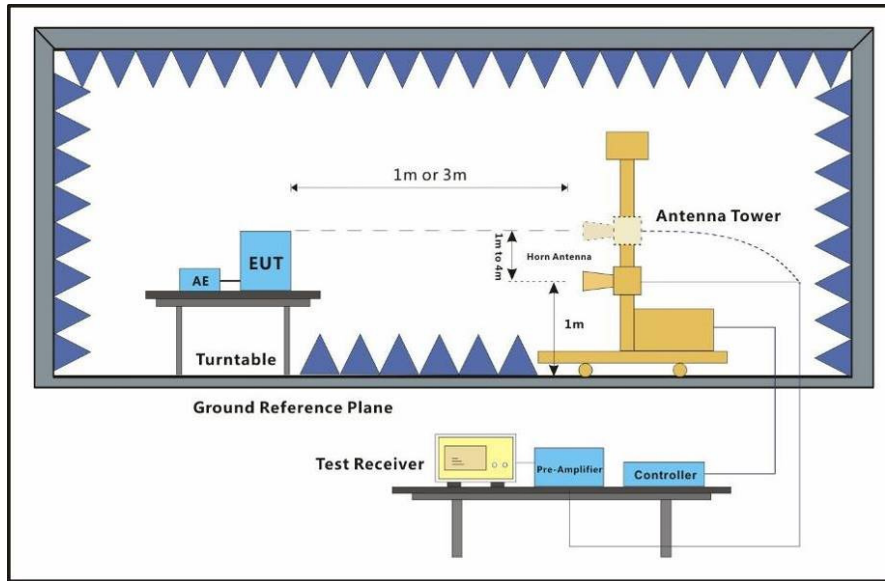 1m or 3m
Antenna Tower
1m to 4m
Horn Antenna
EUT
AE
1m
Turntable
Ground Reference Plane
Test Receiver
Pre-Amplifier
Controller